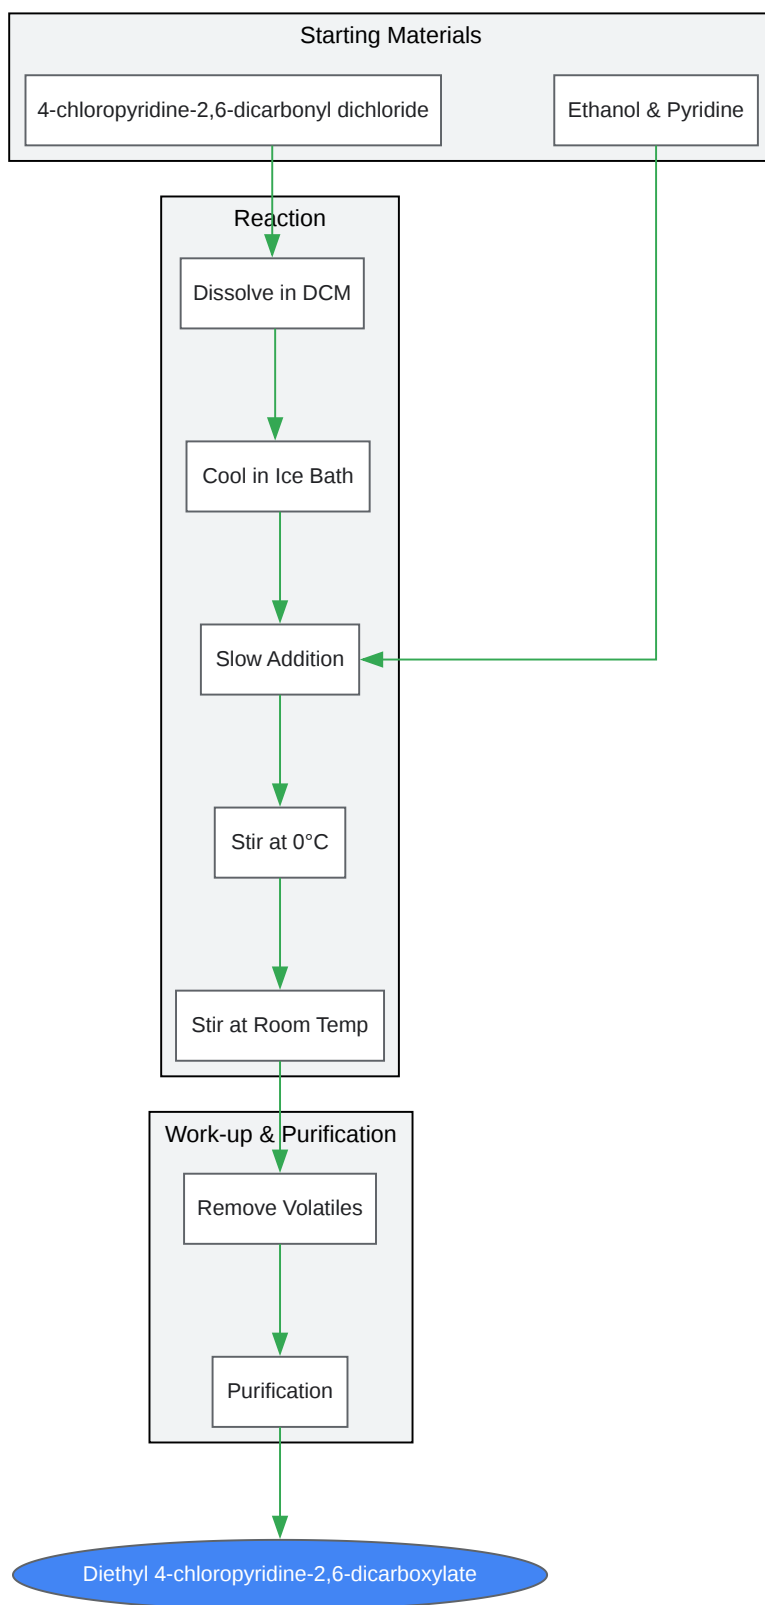 Starting Materials
4-chloropyridine-2,6-dicarbonyl dichloride
Ethanol & Pyridine
Reaction
Dissolve in DCM
Cool in Ice Bath
Slow Addition
Stir at 0°C
Stir at Room Temp
Work-up & Purification
Remove Volatiles
Purification
Diethyl 4-chloropyridine-2,6-dicarboxylate